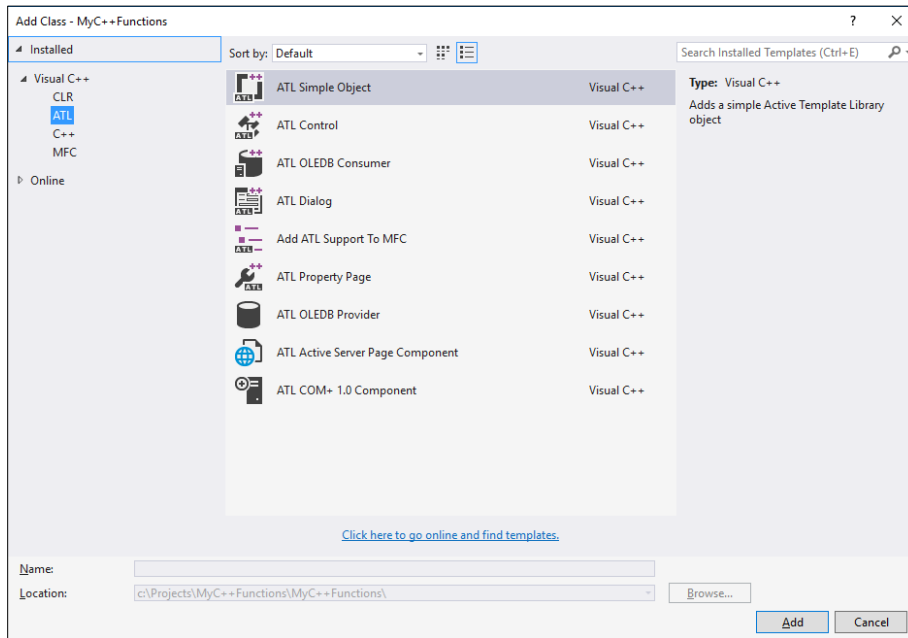 Add Class - MyC++Functions
Installed
Sort by: Default
Search Installed Templates (Ctrl+E)
Visual C++
CLR
ATL
C++
MFC
Online
ATL Simple Object Visual C++
ATL Control Visual C++
ATL OLEDB Consumer Visual C++
ATL Dialog Visual C++
Add ATL Support To MFC Visual C++
ATL Property Page Visual C++
ATL OLEDB Provider Visual C++
ATL Active Server Page Component Visual C++
ATL COM+ 1.0 Component Visual C++
Type: Visual C++
Adds a simple Active Template Library
object
Click here to go online and find templates.
Name:
Location: c:\Projects\MyC++Functions\MyC++Functions\
Browse...
Add Cancel